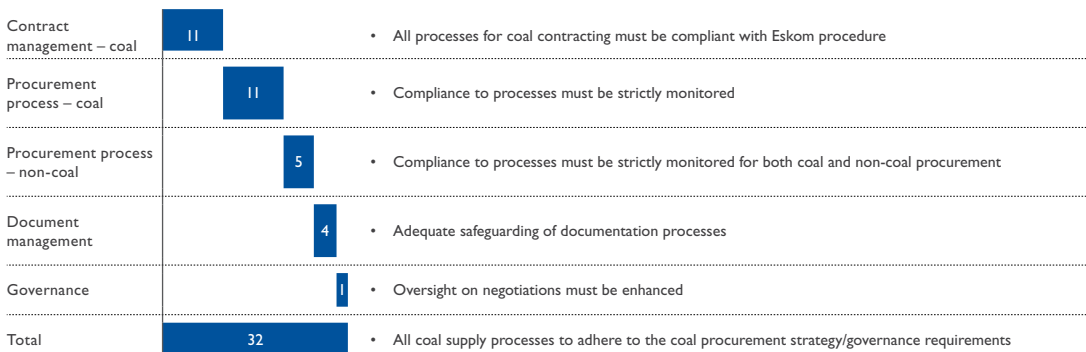 Contract
management – coal
11
• All processes for coal contracting must be compliant with Eskom procedure
Procurement
process – coal
11
• Compliance to processes must be strictly monitored
Procurement process
– non-coal
5
• Compliance to processes must be strictly monitored for both coal and non-coal procurement
Document
management
4
• Adequate safeguarding of documentation processes
Governance
1
• Oversight on negotiations must be enhanced
Total
32
• All coal supply processes to adhere to the coal procurement strategy/governance requirements